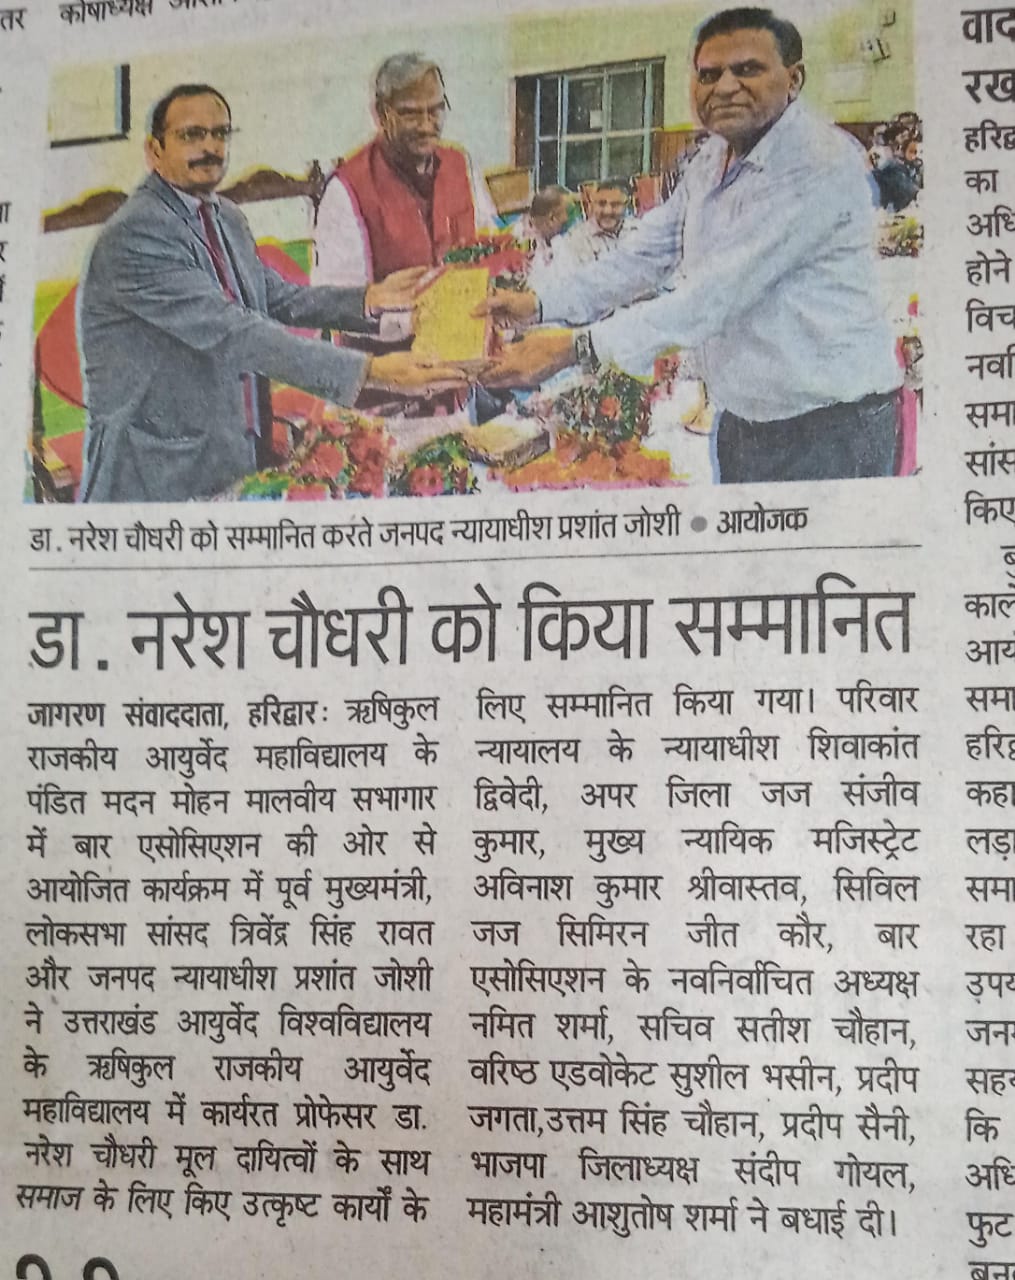 तर कोषाध्यक्ष
डा. नरेश चौधरी को सम्मानित करते जनपद न्यायाधीश प्रशांत जोशी ● आयोजक
डा. नरेश चौधरी को किया सम्मानित
जागरण संवाददाता, हरिद्वारः ऋषिकुल
राजकीय आयुर्वेद महाविद्यालय के
पंडित मदन मोहन मालवीय सभागार
में बार एसोसिएशन की ओर से
आयोजित कार्यक्रम में पूर्व मुख्यमंत्री,
लोकसभा सांसद त्रिवेंद्र सिंह रावत
और जनपद न्यायाधीश प्रशांत जोशी
ने उत्तराखंड आयुर्वेद विश्वविद्यालय
के ऋषिकुल राजकीय आयुर्वेद
महाविद्यालय में कार्यरत प्रोफेसर डा.
नरेश चौधरी मूल दायित्वों के साथ
समाज के लिए किए उत्कृष्ट कार्यों के
लिए सम्मानित किया गया। परिवार
न्यायालय के न्यायाधीश शिवाकांत
द्विवेदी, अपर जिला जज संजीव
कुमार, मुख्य न्यायिक मजिस्ट्रेट
अविनाश कुमार श्रीवास्तव, सिविल
जज सिमिरन जीत कौर, बार
एसोसिएशन के नवनिर्वाचित अध्यक्ष
नमित शर्मा, सचिव सतीश चौहान,
वरिष्ठ एडवोकेट सुशील भसीन, प्रदीप
जगता,उत्तम सिंह चौहान, प्रदीप सैनी,
भाजपा जिलाध्यक्ष संदीप गोयल,
महामंत्री आशुतोष शर्मा ने बधाई दी।
वाद
रख
हरिद्व
का
अधि
होने
विच
नवनि
समा
सांस
किए
काल
आयो
समा
हरिद्व
कहा
लड़ा
समा
रहा
उपय
जन
सह
कि
अधि
फुट
बन